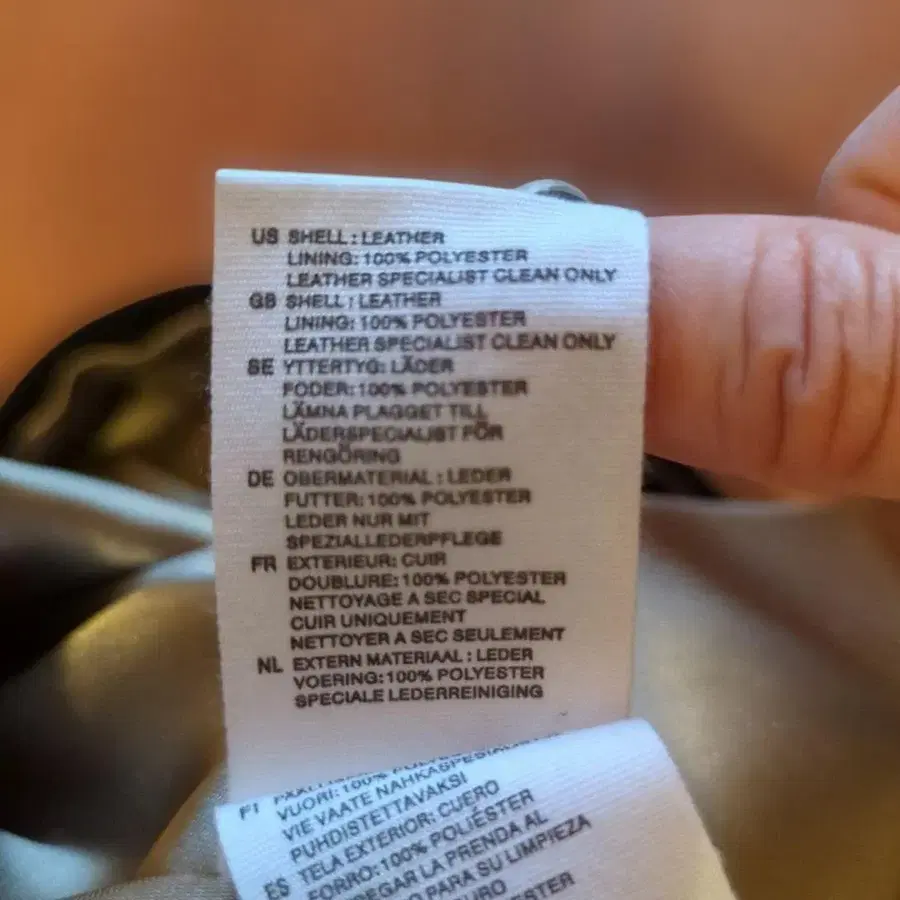 US SHELL : LEATHER
LINING: 100% POLYESTER
LEATHER SPECIALIST CLEAN ONLY
GB SHELL : LEATHER
LINING: 100% POLYESTER
LEATHER SPECIALIST CLEAN ONLY
SE YTTERTYG: LÄDER
FODER: 100% POLYESTER
LÄMNA PLAGGET TILL
LÄDERSPECIALIST FÖR
RENGÖRING
DE OBERMATERIAL : LEDER
FUTTER: 100% POLYESTER
LEDER NUR MIT
SPEZIALLEDERPFLEGE
FR EXTERIEUR: CUIR
DOUBLURE: 100% POLYESTER
NETTOYAGE A SEC SPECIAL
CUIR UNIQUEMENT
NETTOYER A SEC SEULEMENT
NL EXTERN MATERIAAL : LEDER
VOERING: 100% POLYESTER
SPECIALE LEDERREINIGING
FI
VUORI: 100%
VIE VAATE NAHKASPESIALISTI
PUHDISTETTAVAKSI
ES TELA EXTERIOR: CUERO
FORRO: 100% POLIÉSTER
LA PRENDA AL
PARA SU LIMPIEZA